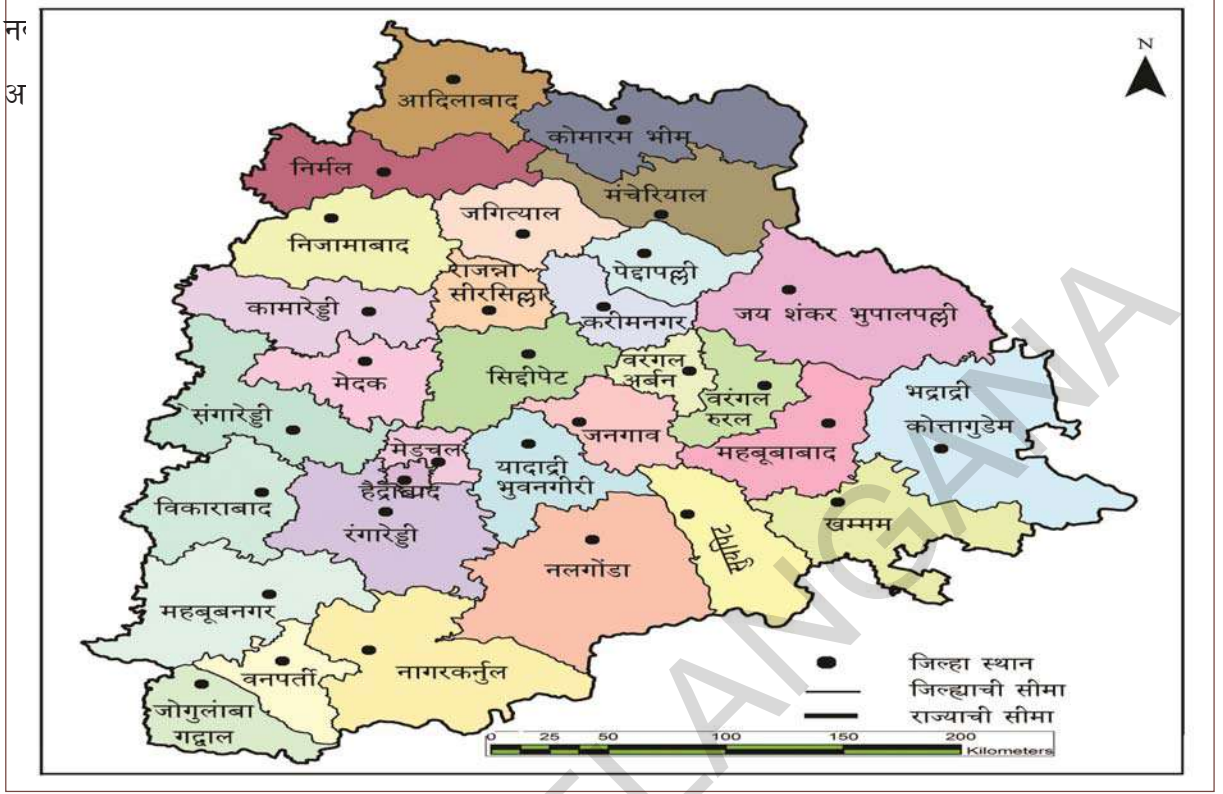 N
आदिलाबाद
कोमारम भीम
निर्मल
मंचेरियाल
जगित्याल
निजामाबाद
पेद्दापल्ली
राजन्ना
सीरसिल्ला
कामारेड्डी
करीमनगर
जय शंकर भुपालपल्ली
मेदक
सिद्दीपेट
वरंगल
अर्बन
वरंगल
रुरल
भद्राद्री
कोत्तागुडेम
संगारेड्डी
जनगाव
महबूबाबाद
मेड्चल
यादाद्री
भुवनगीरी
हैद्राबाद
विकाराबाद
रंगारेड्डी
खम्मम
नलगोंडा
महबूबनगर
वनपर्ती
नागरकर्नुल
जोगुलांबा
गद्वाल
जिल्हा स्थान
जिल्ह्याची सीमा
राज्याची सीमा
0 25 50 100 150 200
Kilometers